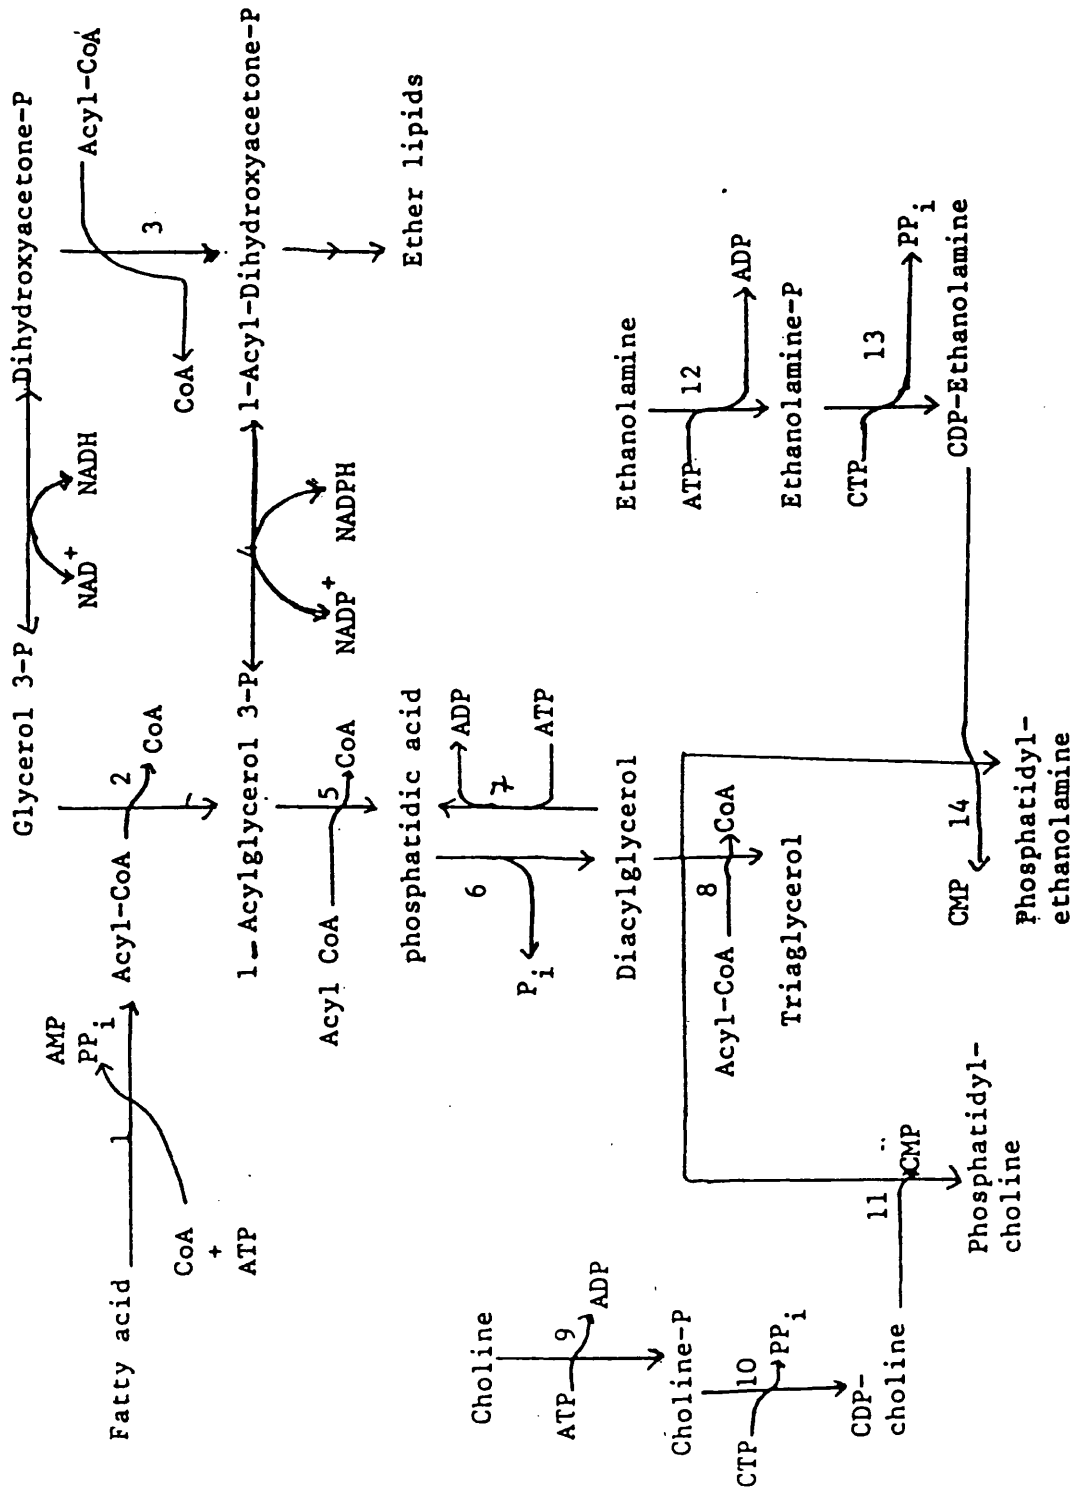 Glycerol 3-P
NAD+
NADH
Dihydroxyacetone-P
Fatty acid
1
CoA
+
ATP
AMP
PPi
Acyl-CoA
2
CoA
3
Acyl-CoA
CoA
1-Acylglycerol 3-P
4
NADP+
NADPH
1-Acyl-Dihydroxyacetone-P
Acyl CoA
5
CoA
Ether lipids
phosphatidic acid
6
Pi
7
ADP
ATP
Choline
ATP
9
ADP
Choline-P
CTP
10
PPi
CDP-
choline
Diacylglycerol
8
Acyl-CoA
CoA
Triaglycerol
11
CMP
Phosphatidyl-
choline
Ethanolamine
ATP
12
ADP
Ethanolamine-P
CTP
13
PPi
CDP-Ethanolamine
CMP
14
Phosphatidyl-
ethanolamine